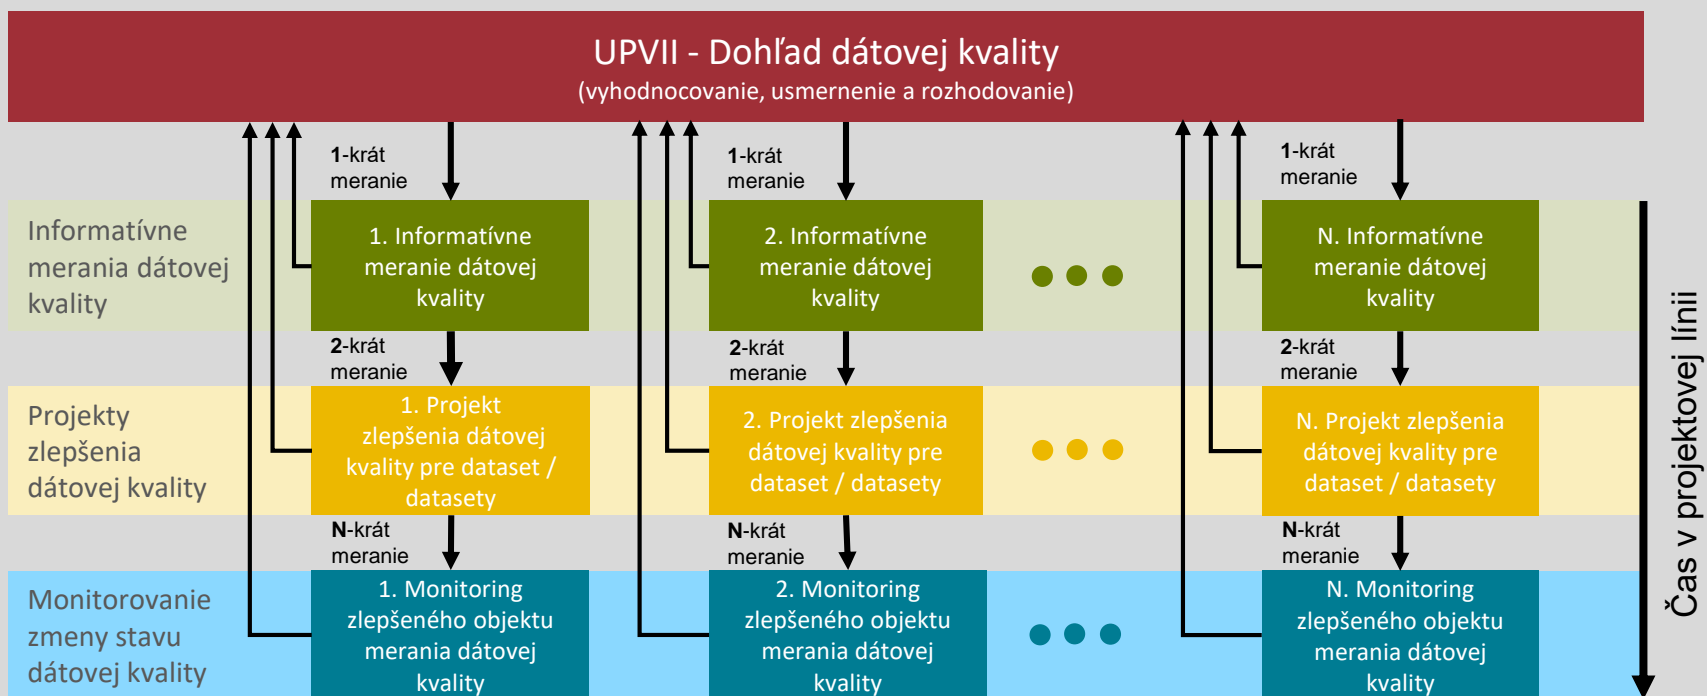 UPVII - Dohľad dátovej kvality
(vyhodnocovanie, usmernenie a rozhodovanie)
1-krát
meranie
1-krát
meranie
1-krát
meranie
Informatívne
merania dátovej
kvality
1. Informatívne
meranie dátovej
kvality
2. Informatívne
meranie dátovej
kvality
N. Informatívne
meranie dátovej
kvality
2-krát
meranie
2-krát
meranie
2-krát
meranie
Projekty
zlepšenia
dátovej kvality
1. Projekt
zlepšenia dátovej
kvality pre dataset /
datasety
2. Projekt zlepšenia
dátovej kvality pre
dataset / datasety
N. Projekt zlepšenia
dátovej kvality pre
dataset / datasety
N-krát
meranie
N-krát
meranie
N-krát
meranie
Monitorovanie
zmeny stavu
dátovej kvality
1. Monitoring
zlepšeného objektu
merania dátovej
kvality
2. Monitoring
zlepšeného objektu
merania dátovej
kvality
N. Monitoring
zlepšeného objektu
merania dátovej
kvality
Čas v projektovej línii